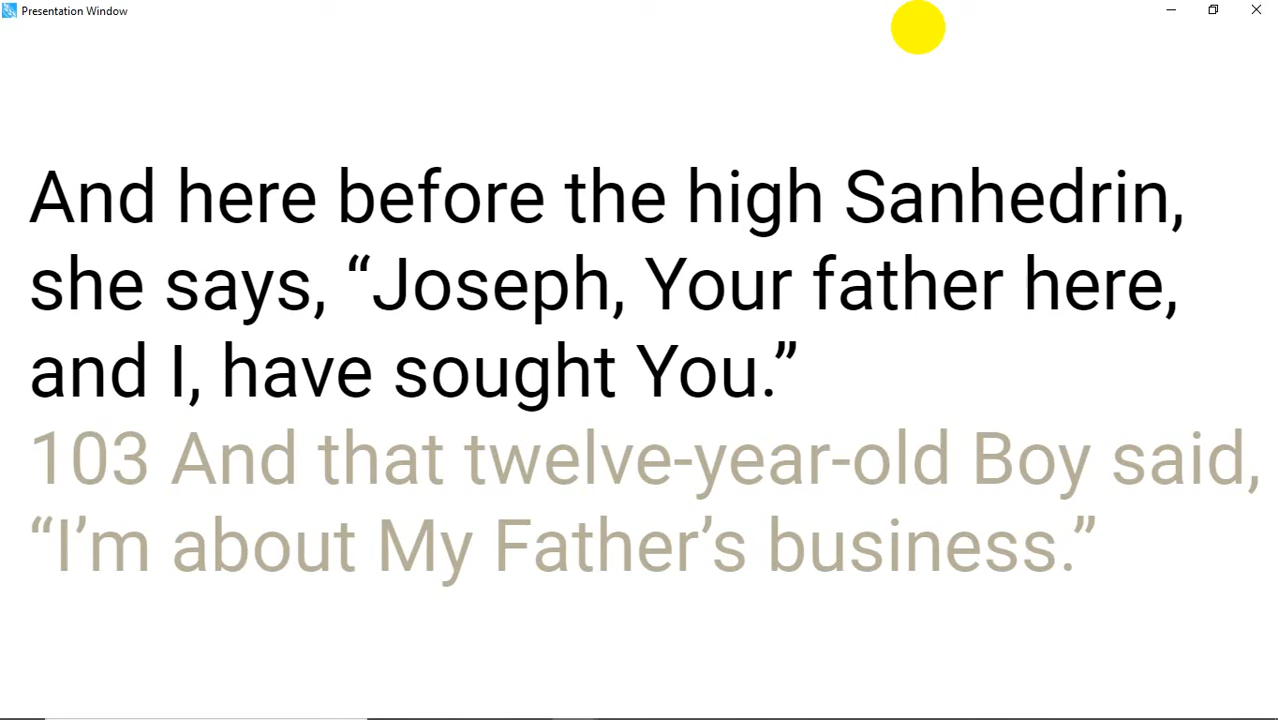 Presentation Window
And here before the high Sanhedrin,
she says, “Joseph, Your father here,
and I, have sought You.”
103 And that twelve-year-old Boy said,
“I’m about My Father’s business.”